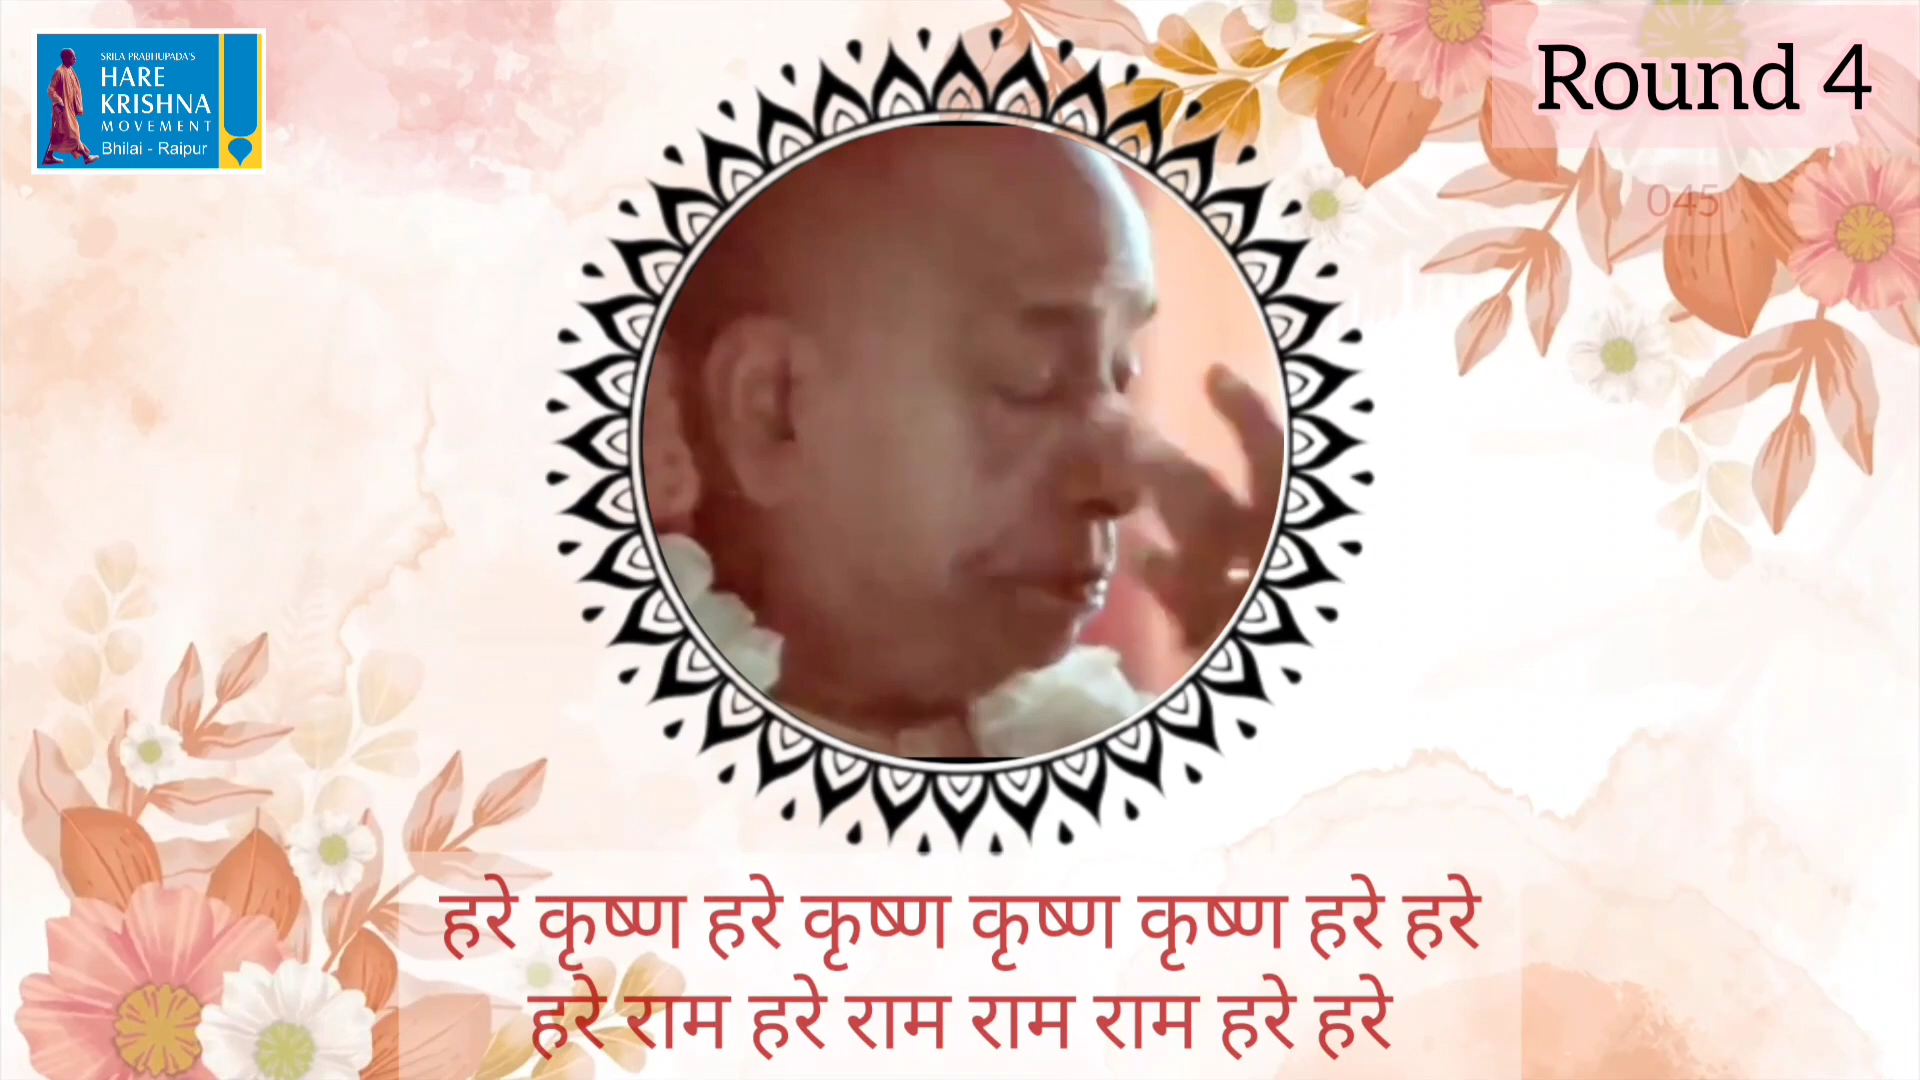 SRILA PRABHUPADA'S
HARE
KRISHNA
MOVEMENT
Bhilai - Raipur
Round 4
045
हरे कृष्ण हरे कृष्ण कृष्ण कृष्ण हरे हरे
हरे राम हरे राम राम राम हरे हरे